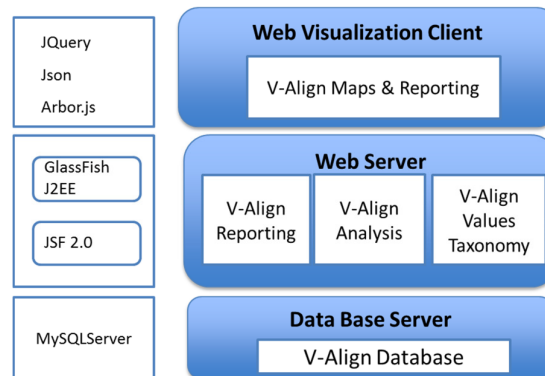 JQuery
Json
Arbor.js
Web Visualization Client
V-Align Maps & Reporting
GlassFish
J2EE
JSF 2.0
Web Server
V-Align
Reporting
V-Align
Analysis
V-Align
Values
Taxonomy
MySQLServer
Data Base Server
V-Align Database